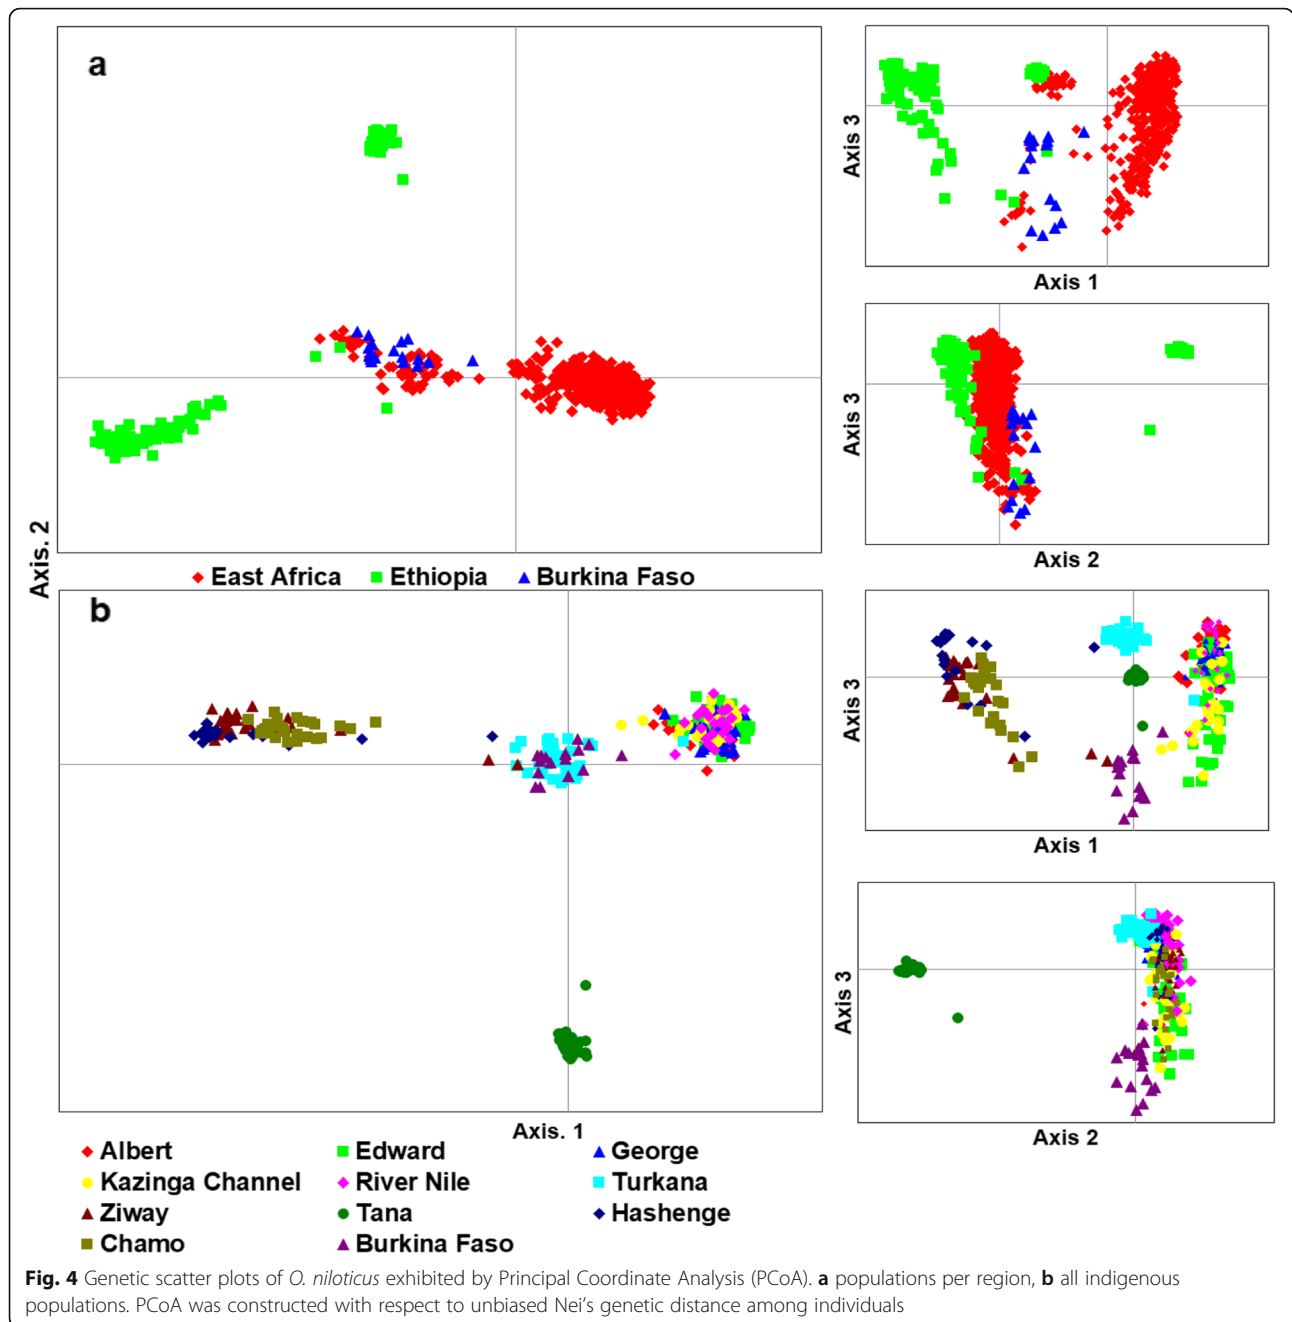 a
Axis 3
Axis 1
Axis 3
Axis 2
Axis. 2
East Africa Ethiopia Burkina Faso
b
Axis 3
Axis 1
Axis 3
Axis 2
Axis. 1
Albert Edward George
Kazinga Channel River Nile Turkana
Ziway Tana Hashenge
Chamo Burkina Faso
Fig. 4 Genetic scatter plots of O. niloticus exhibited by Principal Coordinate Analysis (PCoA). a populations per region, b all indigenous
populations. PCoA was constructed with respect to unbiased Nei's genetic distance among individuals